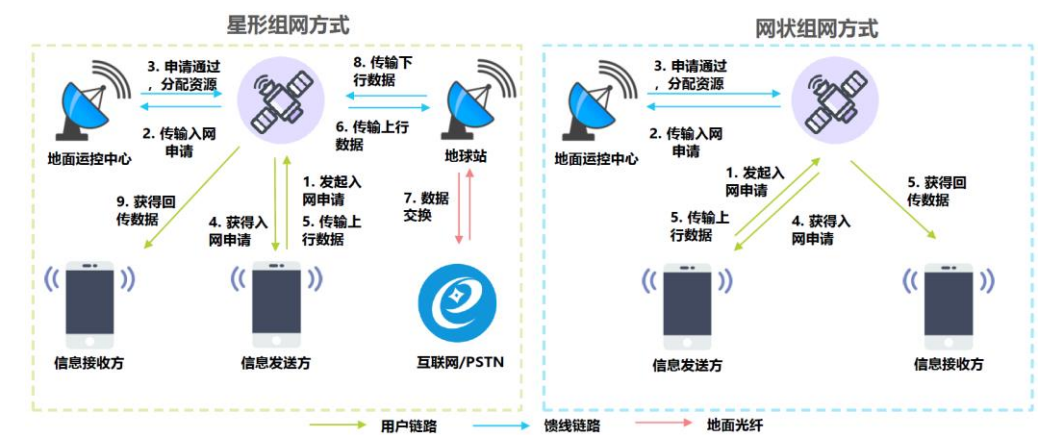 星形组网方式
3. 申请通过
，分配资源
2. 传输入网
申请
地面运控中心
8. 传输下
行数据
6. 传输上行
数据
地球站
9. 获得回
传数据
4. 获得入
网申请
1. 发起入
网申请
5. 传输上
行数据
7. 数据
交换
信息接收方
信息发送方
互联网/PSTN
网状组网方式
3. 申请通过
，分配资源
2. 传输入网
申请
地面运控中心
1. 发起入
网申请
5. 传输上
行数据
4. 获得入
网申请
5. 获得回
传数据
信息发送方
信息接收方
用户链路
馈线链路
地面光纤